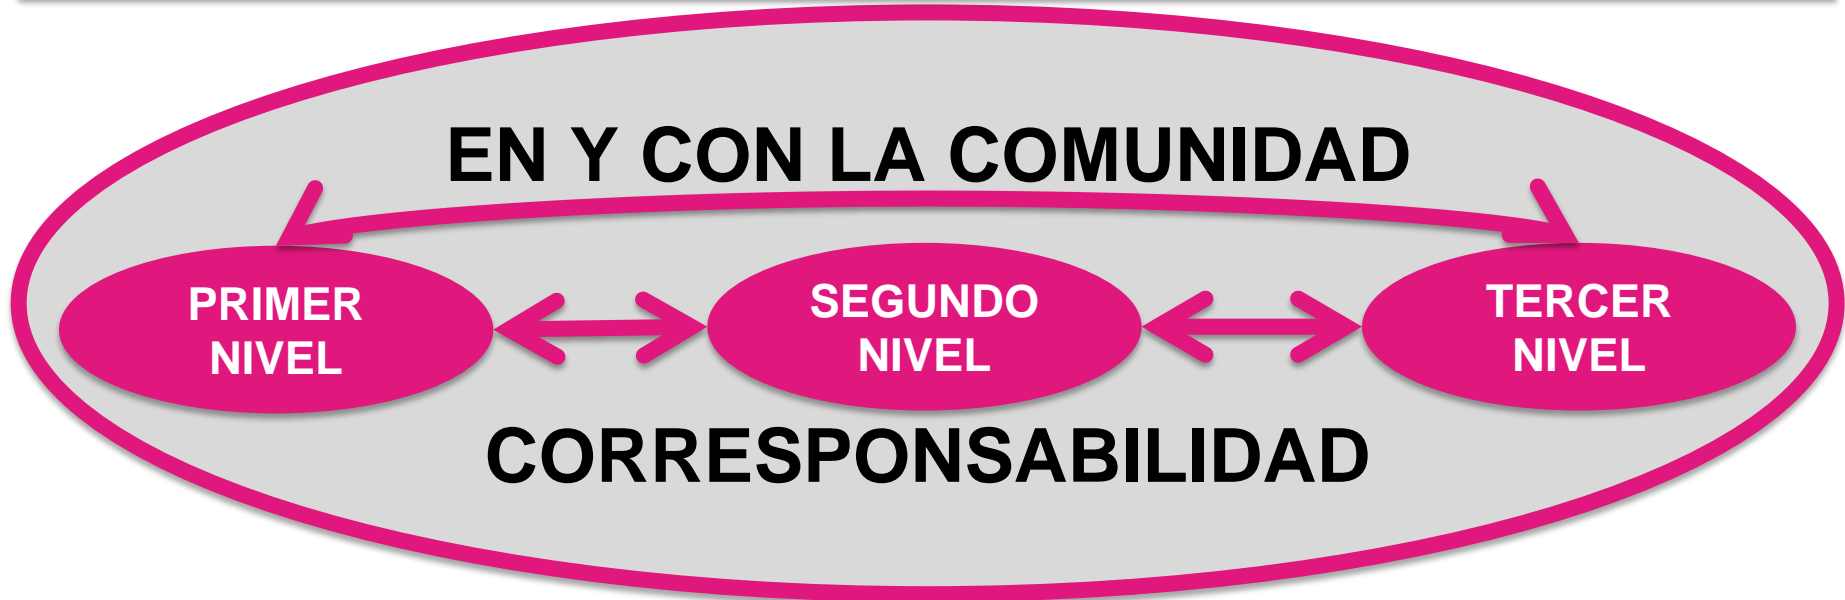 EN Y CON LA COMUNIDAD
PRIMER
NIVEL
SEGUNDO
NIVEL
TERCER
NIVEL
CORRESPONSABILIDAD